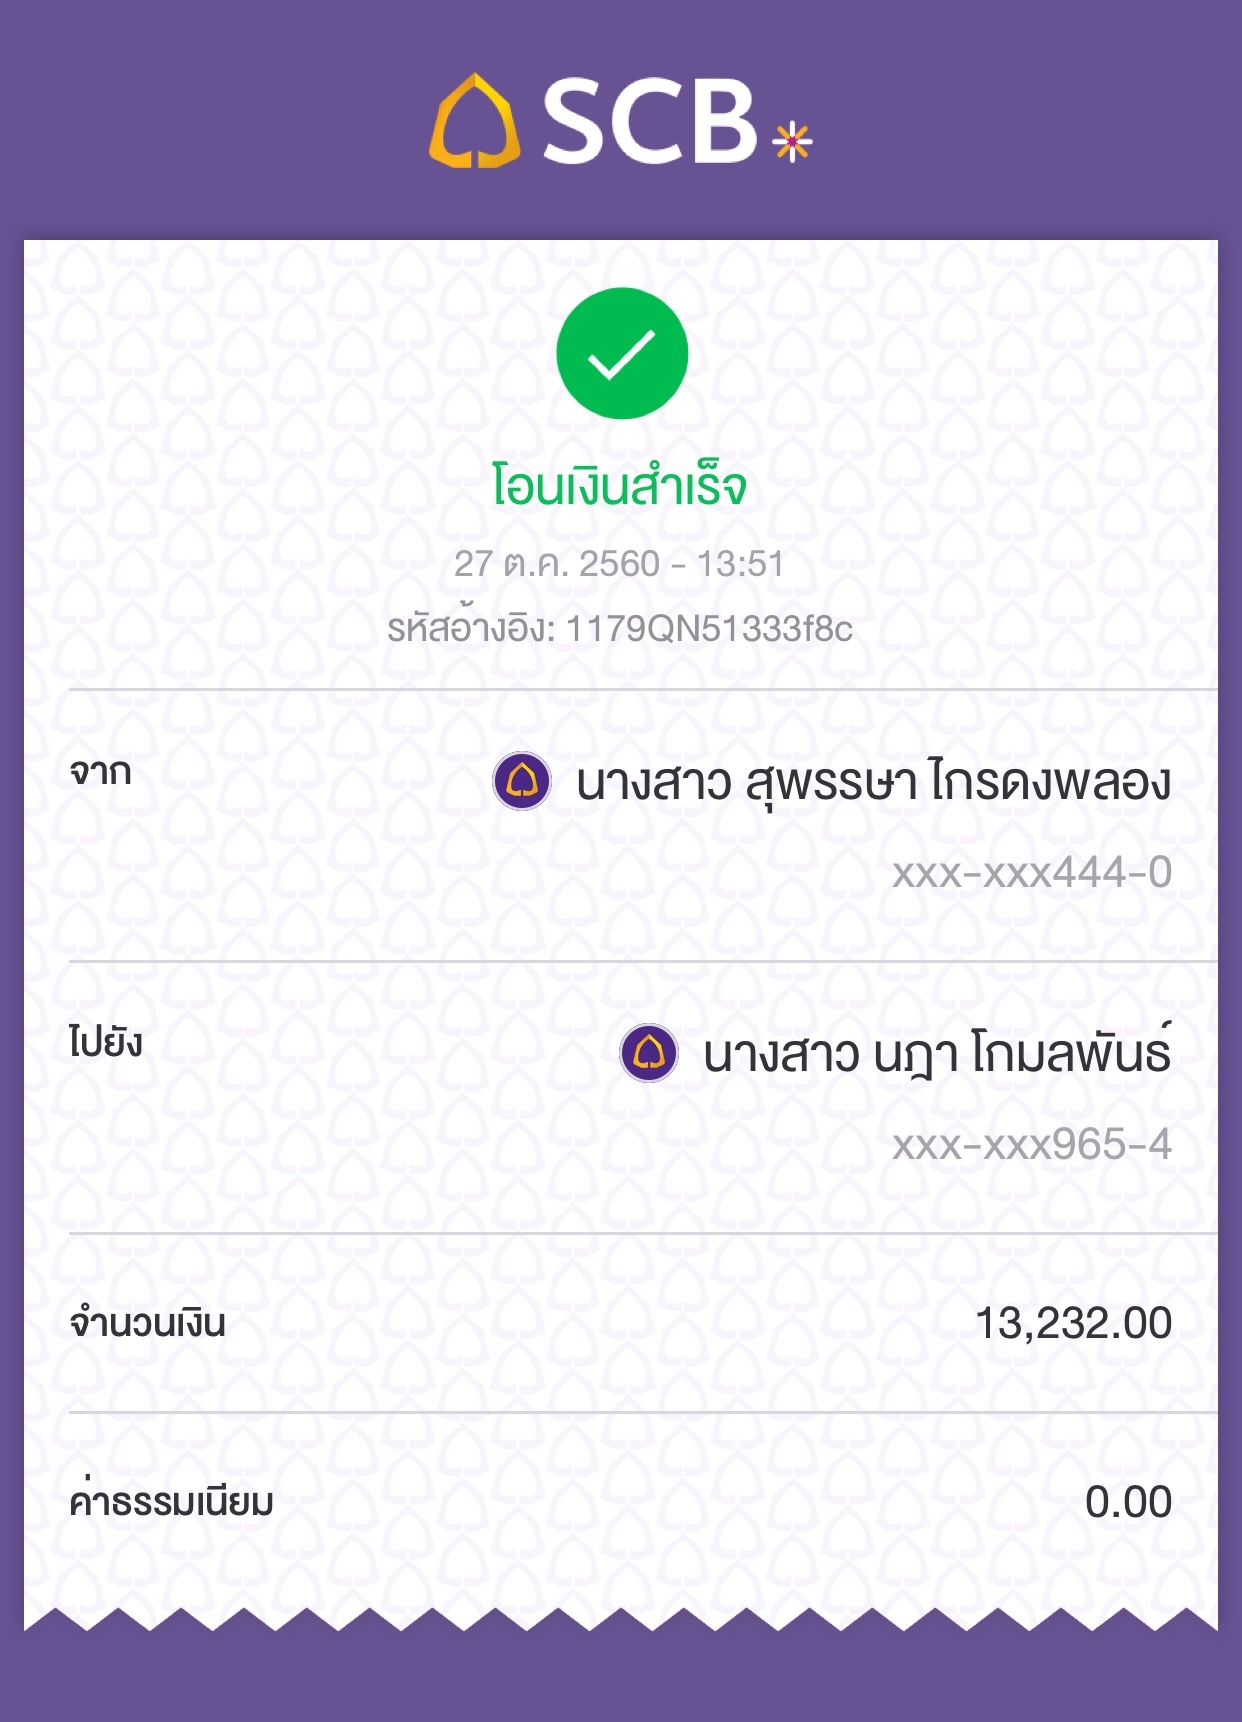 SCB
โอนเงินสำเร็จ
27 ต.ค. 2560 - 13:51
รหัสอ้างอิง: 1179QN51333f8c
จาก นางสาว สุพรรษา ไกรดงพลอง
xxx-xxx444-0
ไปยัง นางสาว นฎา โกมลพันธ์
xxx-xxx965-4
จำนวนเงิน 13,232.00
ค่าธรรมเนียม 0.00